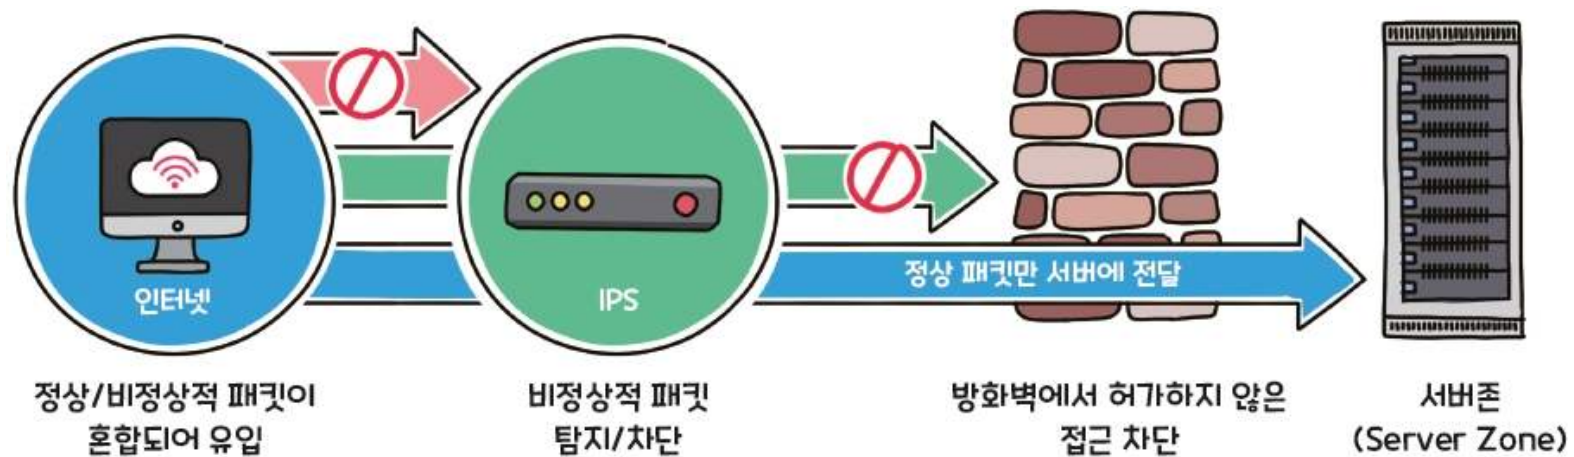 인터넷
IPS
정상 패킷만 서버에 전달
정상/비정상적 패킷이
혼합되어 유입
비정상적 패킷
탐지/차단
방화벽에서 허가하지 않은
접근 차단
서버존
(Server Zone)